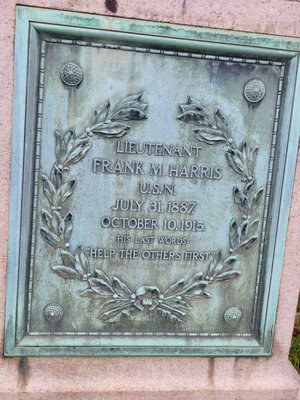 LIEUTENANT
FRANK M. HARRIS
U.S.N.
JULY 31, 1887.
OCTOBER 10, 1915.
HIS LAST WORDS:
"HELP THE OTHERS FIRST"